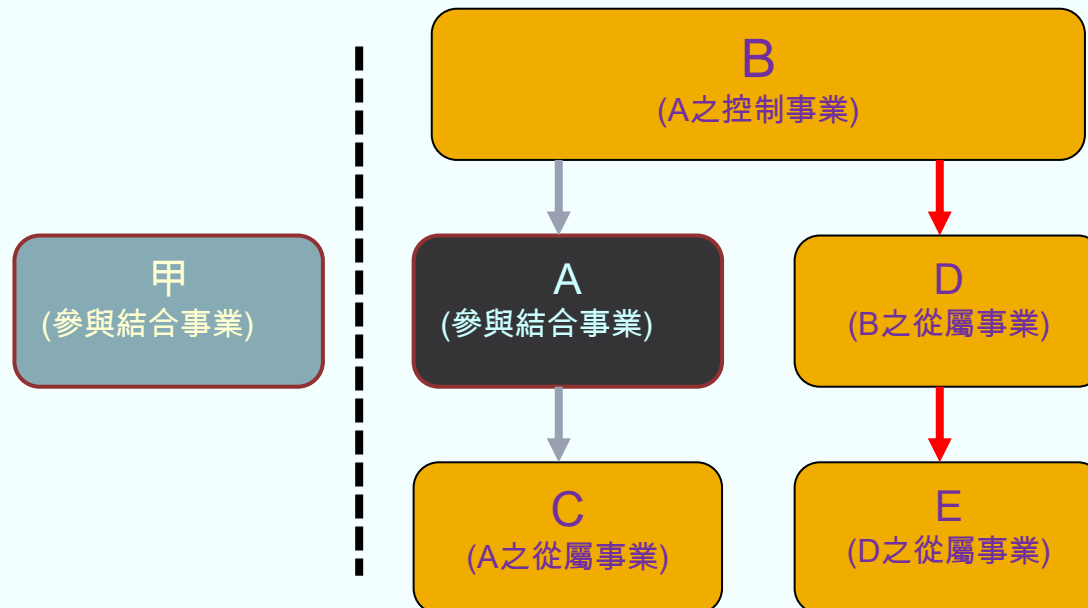 B
(A之控制事業)
甲
(參與結合事業)
A
(參與結合事業)
D
(B之從屬事業)
C
(A之從屬事業)
E
(D之從屬事業)